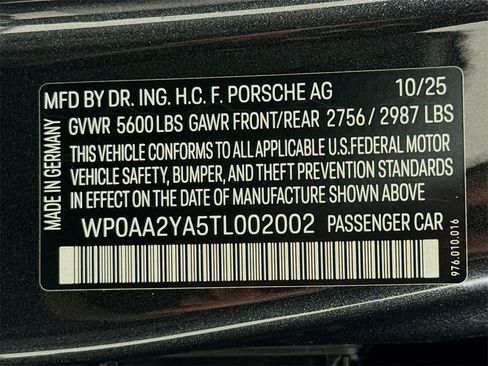 MFD BY DR. ING. H.C. F. PORSCHE AG 10/25
GVWR 5600 LBS GAWR FRONT/REAR 2756 / 2987 LBS
THIS VEHICLE CONFORMS TO ALL APPLICABLE U.S.FEDERAL MOTOR
VEHICLE SAFETY, BUMPER, AND THEFT PREVENTION STANDARDS
IN EFFECT ON THE DATE OF MANUFACTURE SHOWN ABOVE.
WP0AA2YA5TL002002 PASSENGER CAR
MADE IN GERMANY
976.010.016